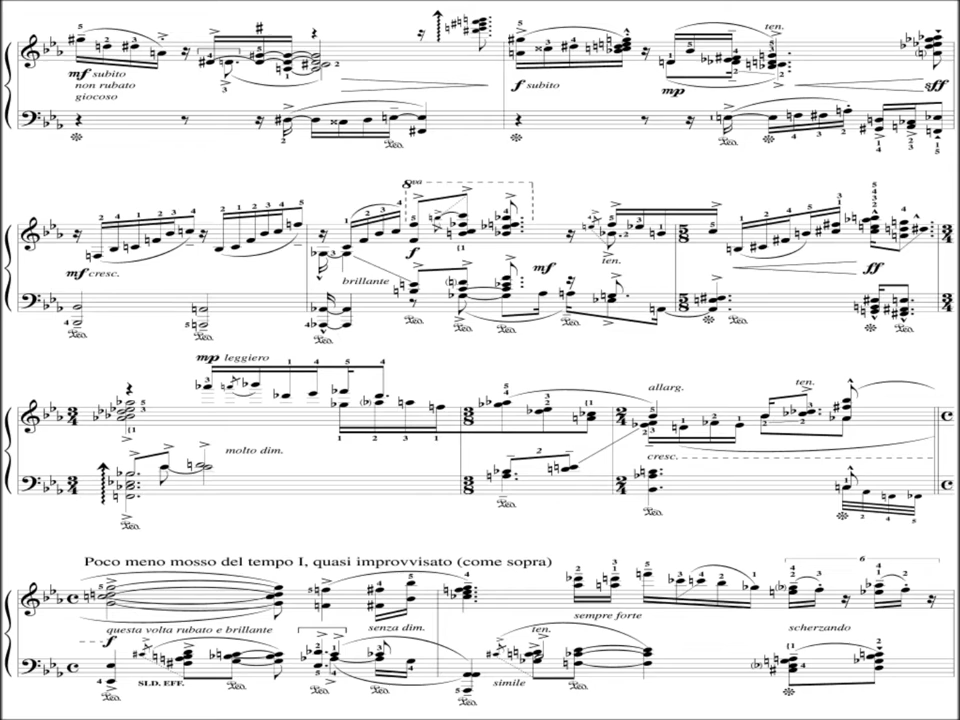 ten.
mf subito
non rubato
giocoso
f subito
mp
sff
8va
mf cresc.
brillante
f
mf
ten.
ff
mp leggiero
molto dim.
allarg.
ten.
cresc.
Poco meno mosso del tempo I, quasi improvvisato (come sopra)
questa volta rubato e brillante
f
senza dim.
sempre forte
scherzando
SLD. EFF.
ten.
simile